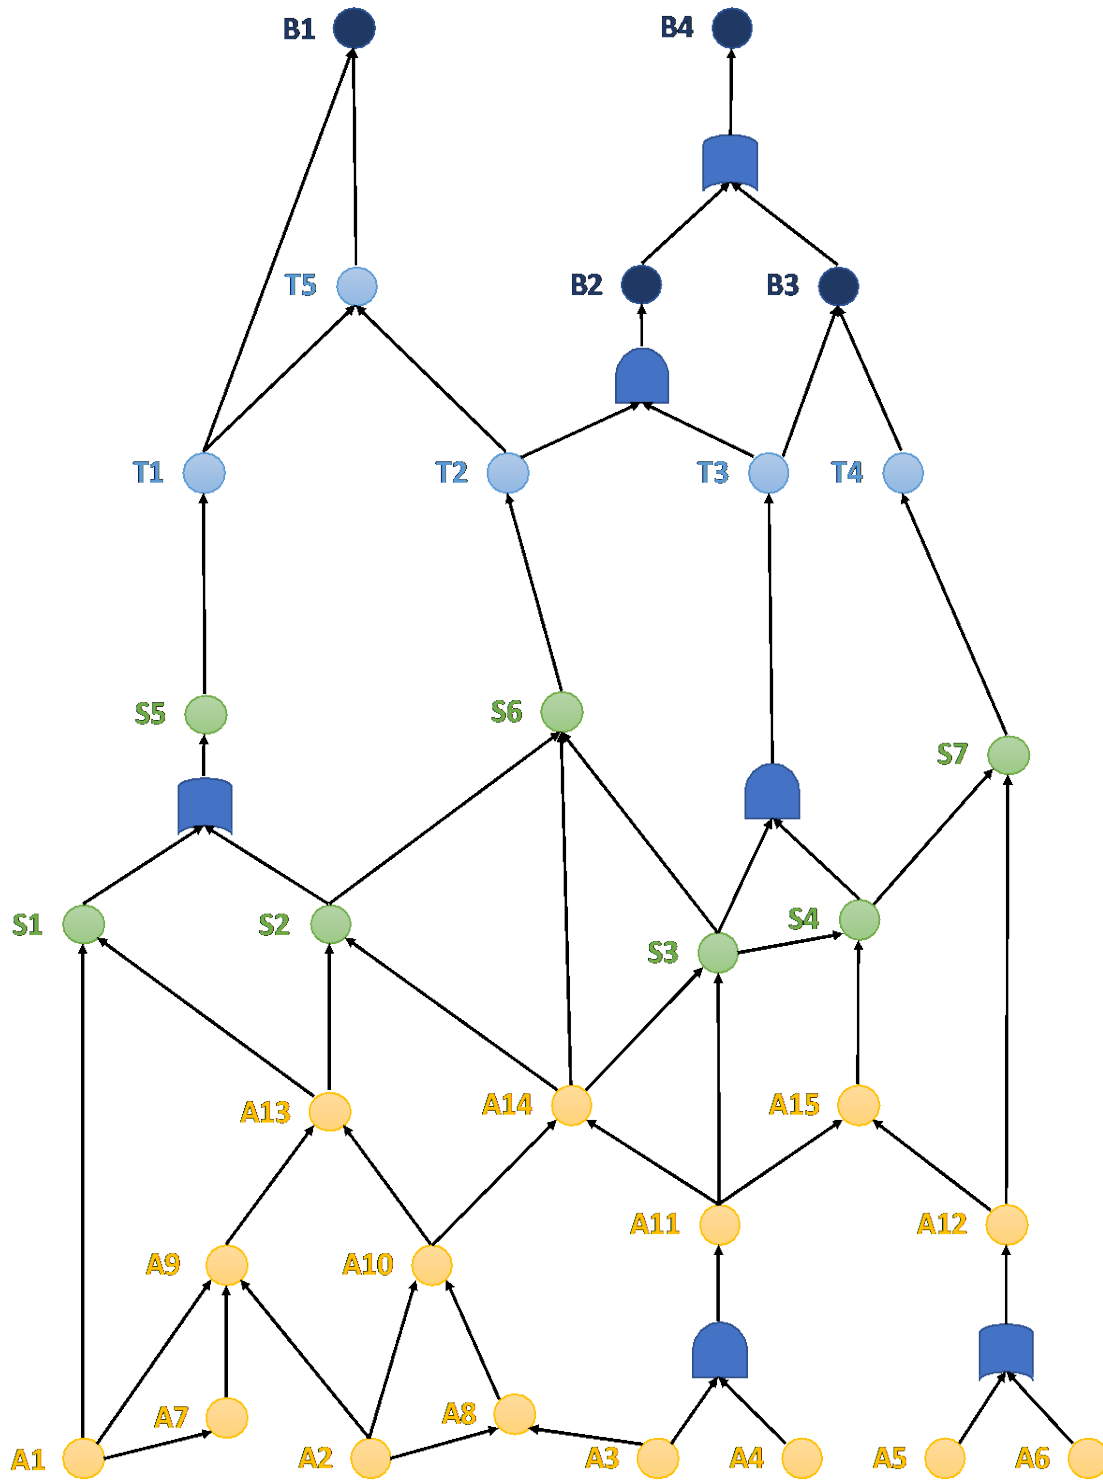 B1 B4
T5 B2 B3
T1 T2 T3 T4
S5 S6
S7
S1 S2 S4
S3
A13 A14 A15
A11 A12
A9 A10
A7 A8
A1 A2 A3 A4 A5 A6